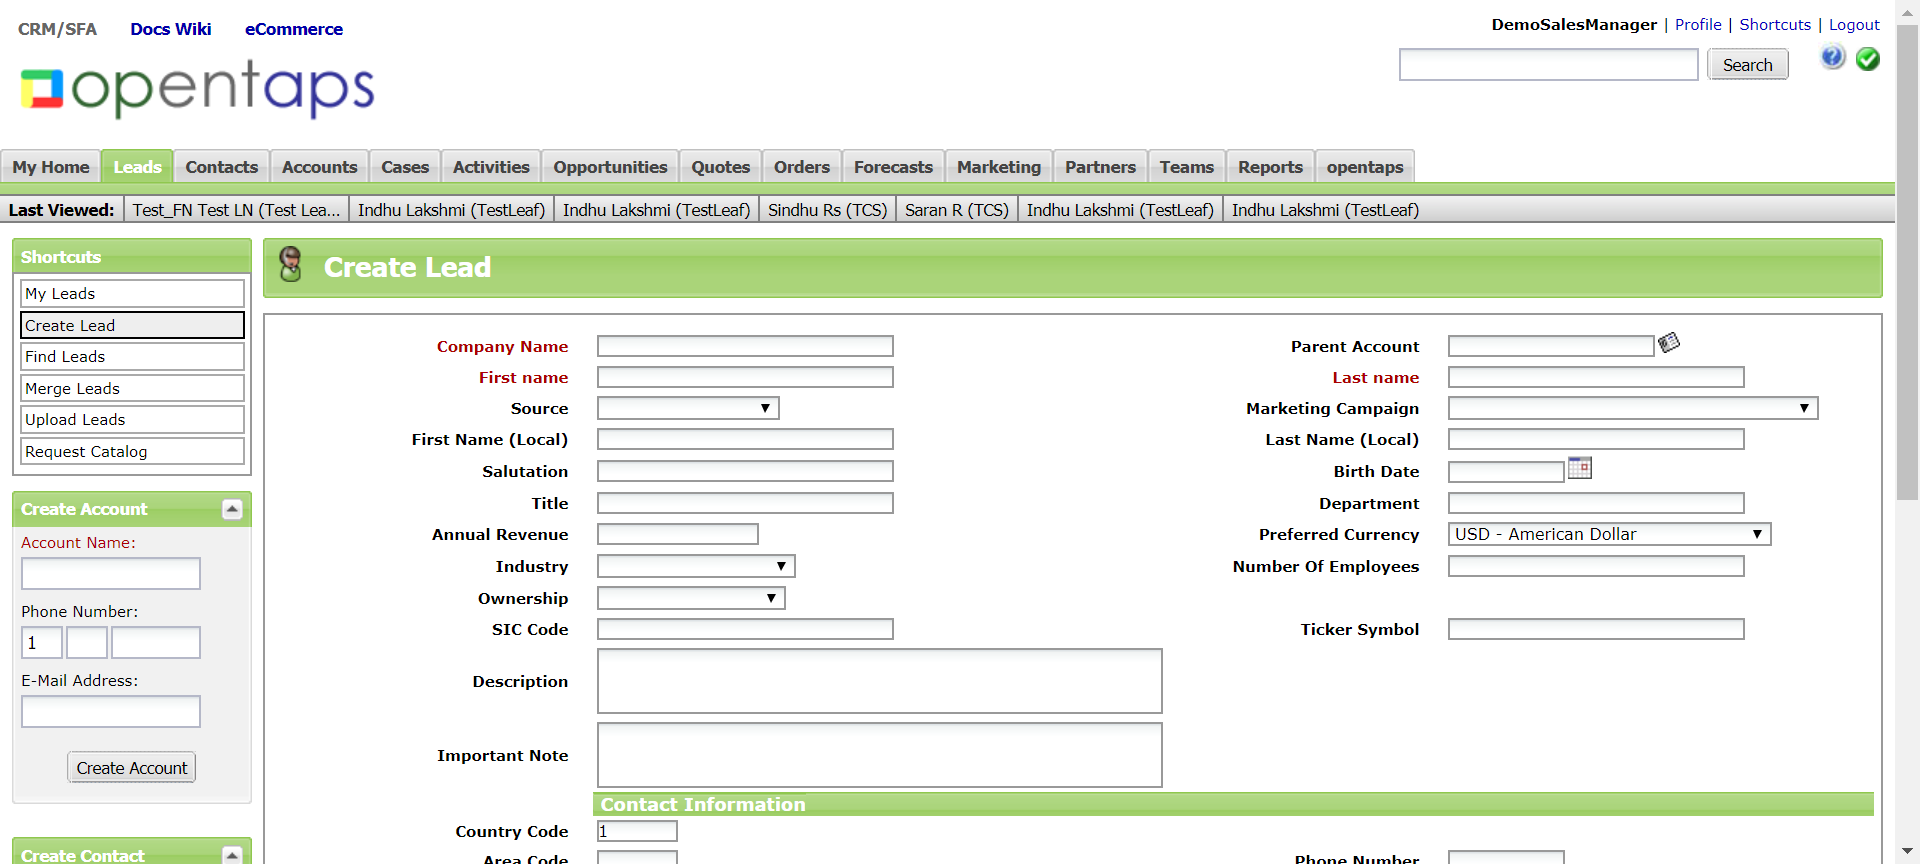 CRM/SFA Docs Wiki eCommerce
DemoSalesManager | Profile | Shortcuts | Logout
Search
opentaps
My Home Leads Contacts Accounts Cases Activities Opportunities Quotes Orders Forecasts Marketing Partners Teams Reports opentaps
Last Viewed: Test_FN Test LN (Test Lea... Indhu Lakshmi (TestLeaf) Indhu Lakshmi (TestLeaf) Sindhu Rs (TCS) Saran R (TCS) Indhu Lakshmi (TestLeaf) Indhu Lakshmi (TestLeaf)
Shortcuts
My Leads
Create Lead
Find Leads
Merge Leads
Upload Leads
Request Catalog
Create Account
Account Name:
Phone Number:
1
E-Mail Address:
Create Account
Create Contact
Create Lead
Company Name Parent Account
First name Last name
Source Marketing Campaign
First Name (Local) Last Name (Local)
Salutation Birth Date
Title Department
Annual Revenue Preferred Currency USD - American Dollar
Industry Number Of Employees
Ownership
SIC Code Ticker Symbol
Description
Important Note
Contact Information
Country Code 1
Area Code Phone Number